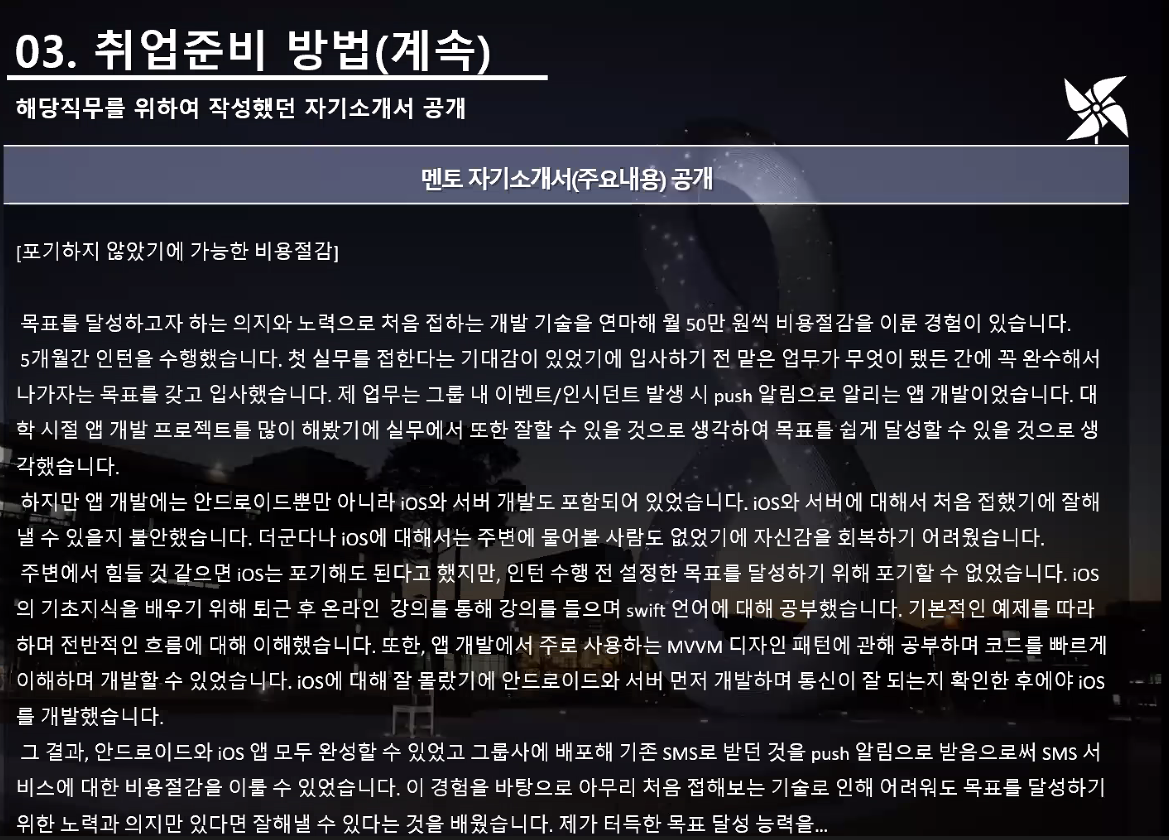 03. 취업준비 방법(계속)
해당직무를 위하여 작성했던 자기소개서 공개
멘토 자기소개서(주요내용) 공개
[포기하지 않았기에 가능한 비용절감]
목표를 달성하고자 하는 의지와 노력으로 처음 접하는 개발 기술을 연마해 월 50만 원씩 비용절감을 이룬 경험이 있습니다.
5개월간 인턴을 수행했습니다. 첫 실무를 접한다는 기대감이 있었기에 입사하기 전 맡은 업무가 무엇이 됐든 간에 꼭 완수해서
나가자는 목표를 갖고 입사했습니다. 제 업무는 그룹 내 이벤트/인시던트 발생 시 push 알림으로 알리는 앱 개발이었습니다. 대
학 시절 앱 개발 프로젝트를 많이 해봤기에 실무에서 또한 잘할 수 있을 것으로 생각하여 목표를 쉽게 달성할 수 있을 것으로 생
각했습니다.
하지만 앱 개발에는 안드로이드뿐만 아니라 iOS와 서버 개발도 포함되어 있었습니다. iOS와 서버에 대해서 처음 접했기에 잘해
낼 수 있을지 불안했습니다. 더군다나 iOS에 대해서는 주변에 물어볼 사람도 없었기에 자신감을 회복하기 어려웠습니다.
주변에서 힘들 것 같으면 iOS는 포기해도 된다고 했지만, 인턴 수행 전 설정한 목표를 달성하기 위해 포기할 수 없었습니다. iOS
의 기초지식을 배우기 위해 퇴근 후 온라인 강의를 통해 강의를 들으며 swift 언어에 대해 공부했습니다. 기본적인 예제를 따라
하며 전반적인 흐름에 대해 이해했습니다. 또한, 앱 개발에서 주로 사용하는 MVVM 디자인 패턴에 관해 공부하며 코드를 빠르게
이해하며 개발할 수 있었습니다. iOS에 대해 잘 몰랐기에 안드로이드와 서버 먼저 개발하며 통신이 잘 되는지 확인한 후에야 iOS
를 개발했습니다.
그 결과, 안드로이드와 iOS 앱 모두 완성할 수 있었고 그룹사에 배포해 기존 SMS로 받던 것을 push 알림으로 받음으로써 SMS 서
비스에 대한 비용절감을 이룰 수 있었습니다. 이 경험을 바탕으로 아무리 처음 접해보는 기술로 인해 어려워도 목표를 달성하기
위한 노력과 의지만 있다면 잘해낼 수 있다는 것을 배웠습니다. 제가 터득한 목표 달성 능력을...